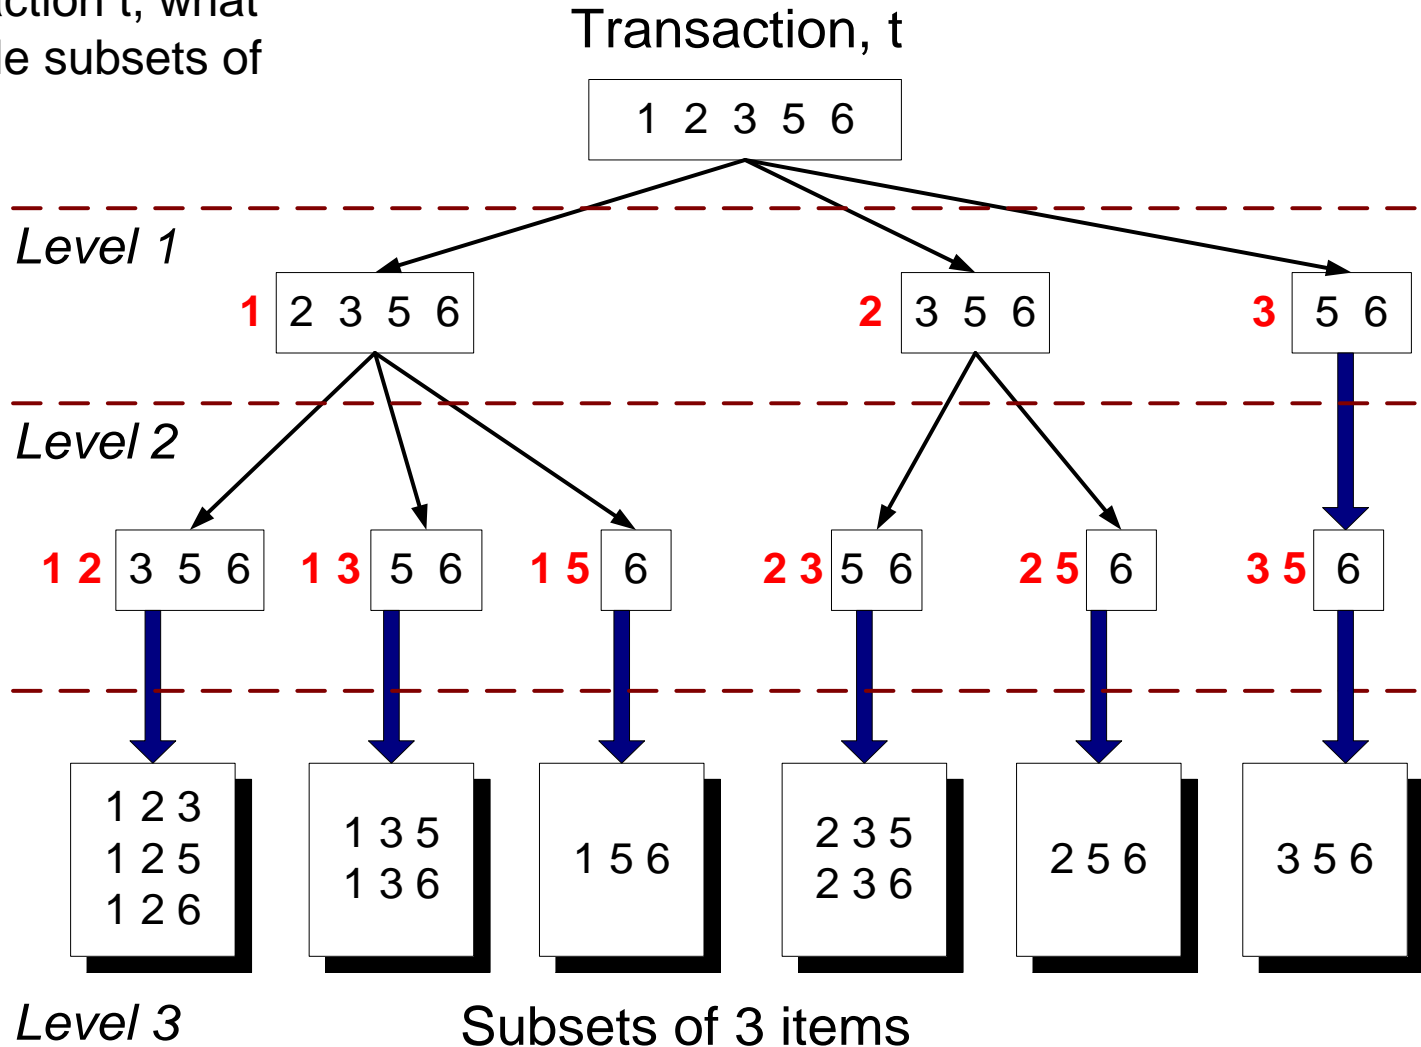 t, what
subsets of
Transaction, t
1 2 3 5 6
Level 1
1 2 3 5 6
2 3 5 6
3 5 6
Level 2
1 2 3 5 6
1 3 5 6
1 5 6
2 3 5 6
2 5 6
3 5 6
1 2 3
1 2 5
1 2 6
1 3 5
1 3 6
1 5 6
2 3 5
2 3 6
2 5 6
3 5 6
Level 3
Subsets of 3 items